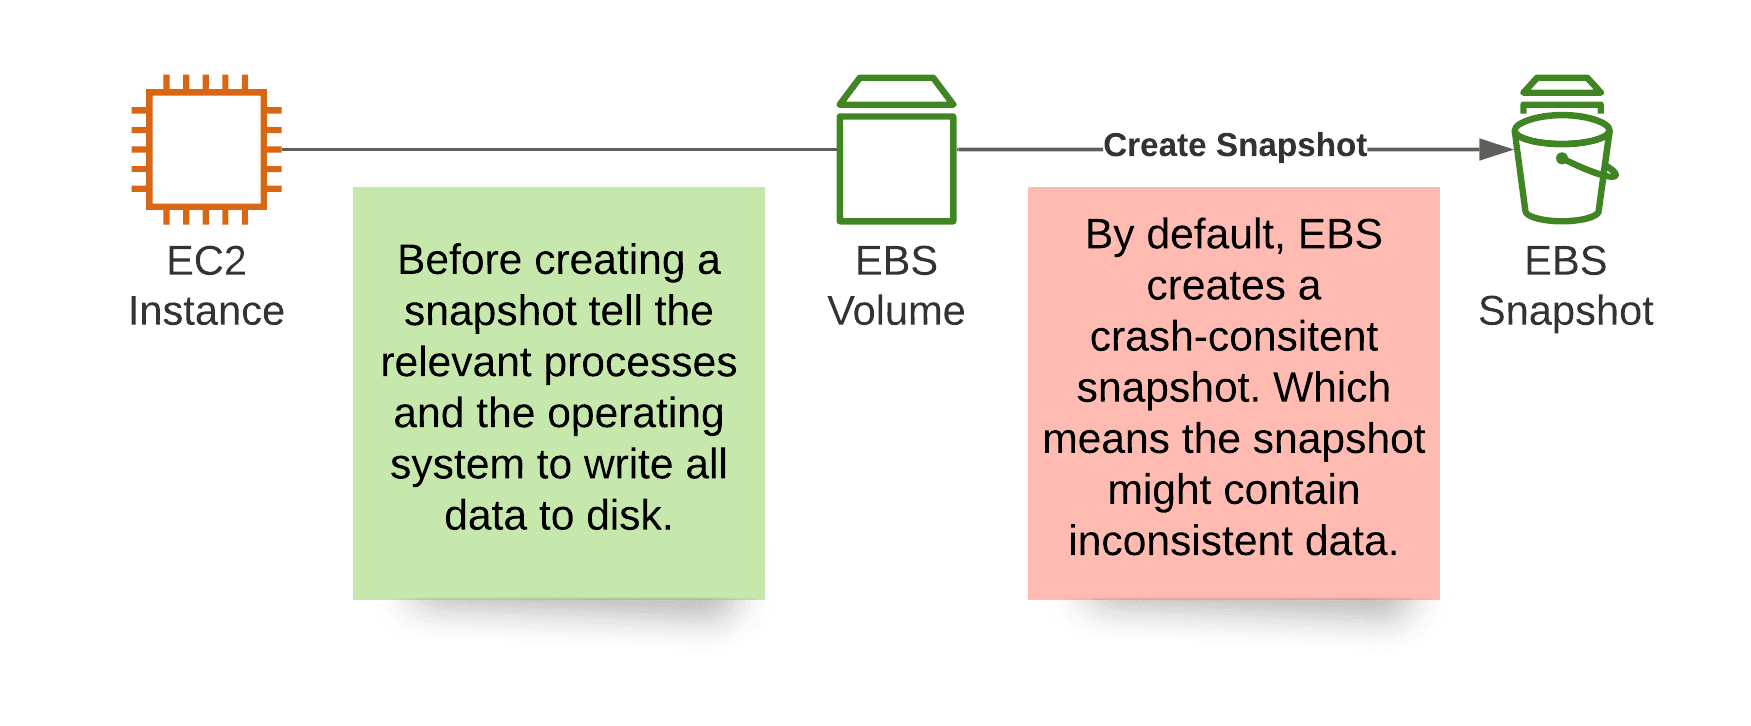 Create Snapshot
EC2
Instance
Before creating a
snapshot tell the
relevant processes
and the operating
system to write all
data to disk.
EBS
Volume
By default, EBS
creates a
crash-consitent
snapshot. Which
means the snapshot
might contain
inconsistent data.
EBS
Snapshot